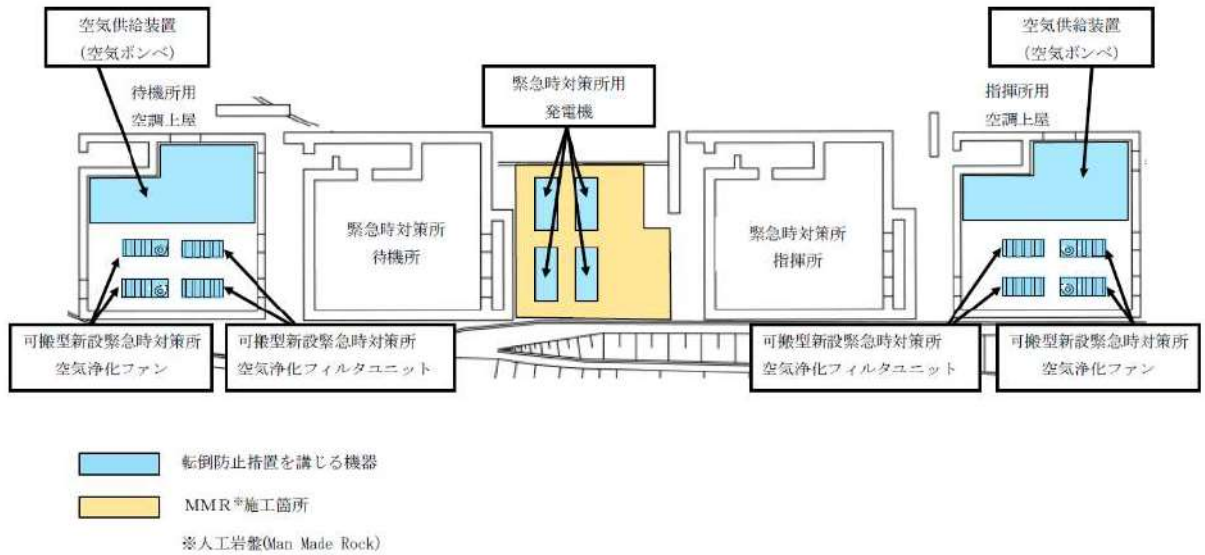 空気供給装置
(空気ボンベ)
空気供給装置
(空気ボンベ)
待機所用
空調上屋
緊急時対策所用
発電機
指揮所用
空調上屋
緊急時対策所
待機所
緊急時対策所
指揮所
可搬型新設緊急時対策所
空気浄化ファン
可搬型新設緊急時対策所
空気浄化フィルタユニット
可搬型新設緊急時対策所
空気浄化フィルタユニット
可搬型新設緊急時対策所
空気浄化ファン
転倒防止措置を講じる機器
MMR※施工箇所
※人工岩盤(Man Made Rock)